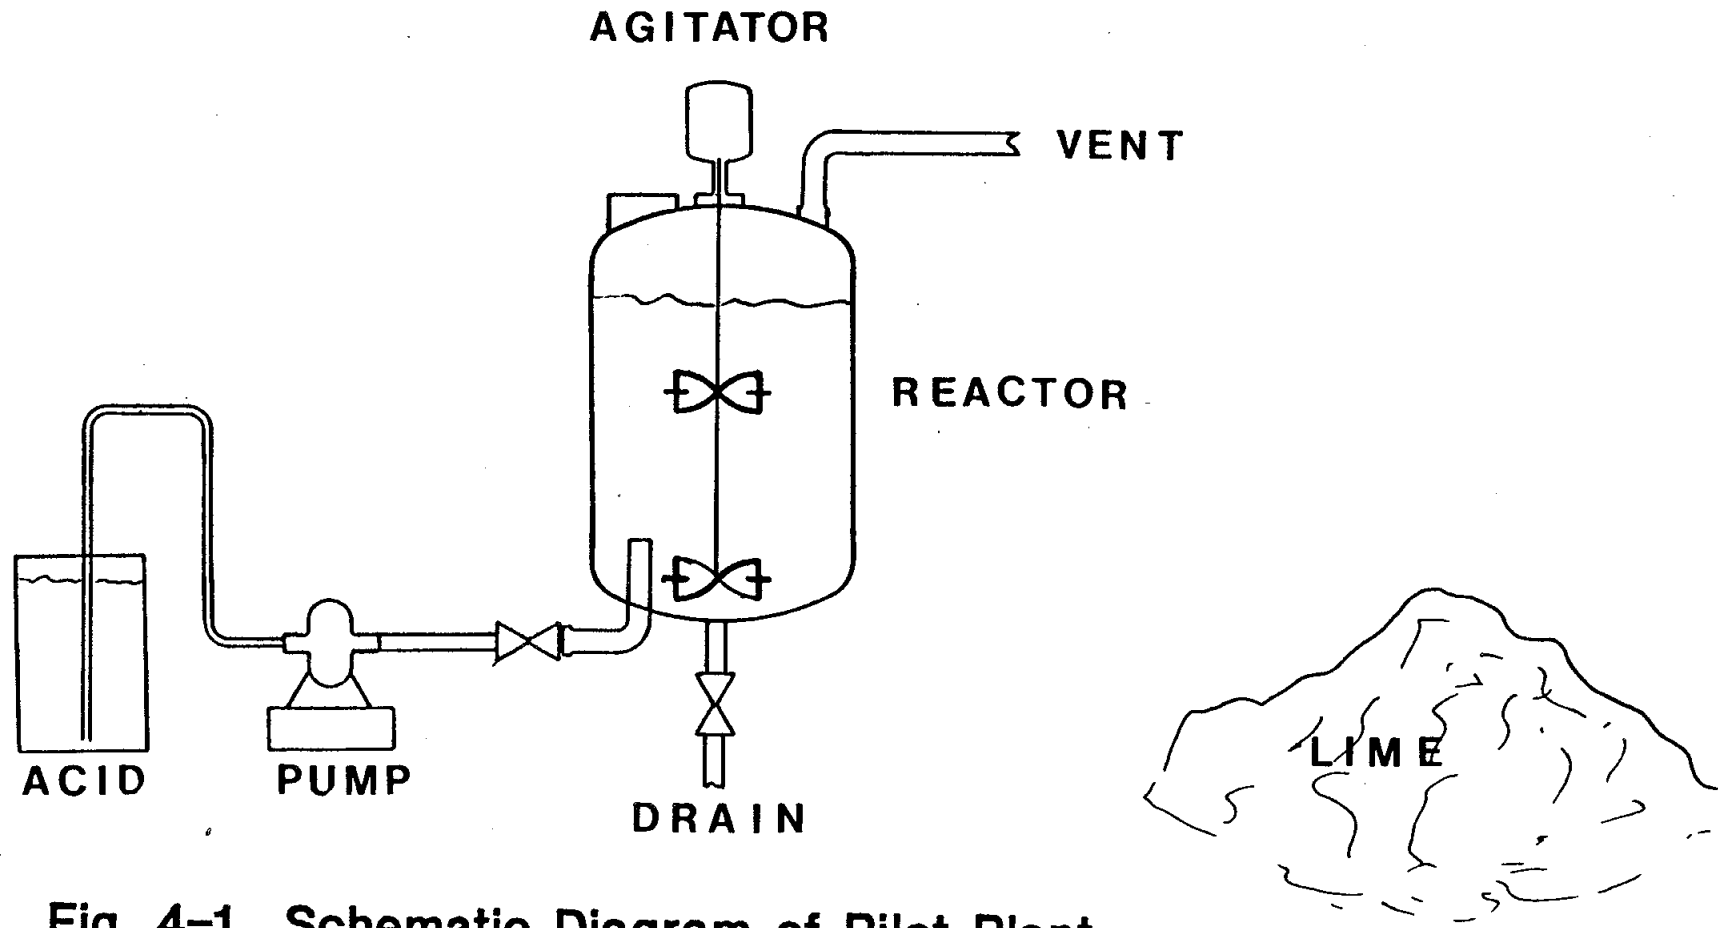 AGITATOR
VENT
REACTOR
LIME
ACID
PUMP
DRAIN
Fig. 4-1 Schematic Diagram of Pilot Plant